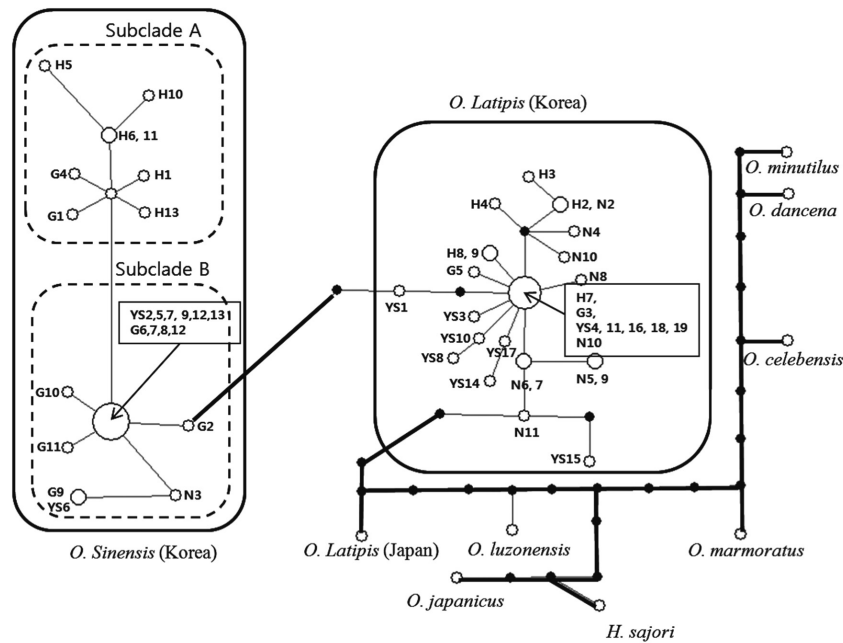 Subclade A
H5
H10
H6, 11
G4
H1
G1
H13
Subclade B
YS2,5,7, 9,12,13
G6,7,8,12
G10
G2
G11
G9
YS6
N3
O. Sinensis (Korea)
O. Latipis (Korea)
H3
H4
H2, N2
N4
N10
H8, 9
G5
N8
YS1
H7,
G3,
YS4, 11, 16, 18, 19
N10
YS3
YS10
YS8
YS17
YS14
N6, 7
N5, 9
N11
YS15
O. minutilus
O. dancena
O. celebensis
O. Latipis (Japan)
O. luzonensis
O. marmoratus
O. japanicus
H. sajori